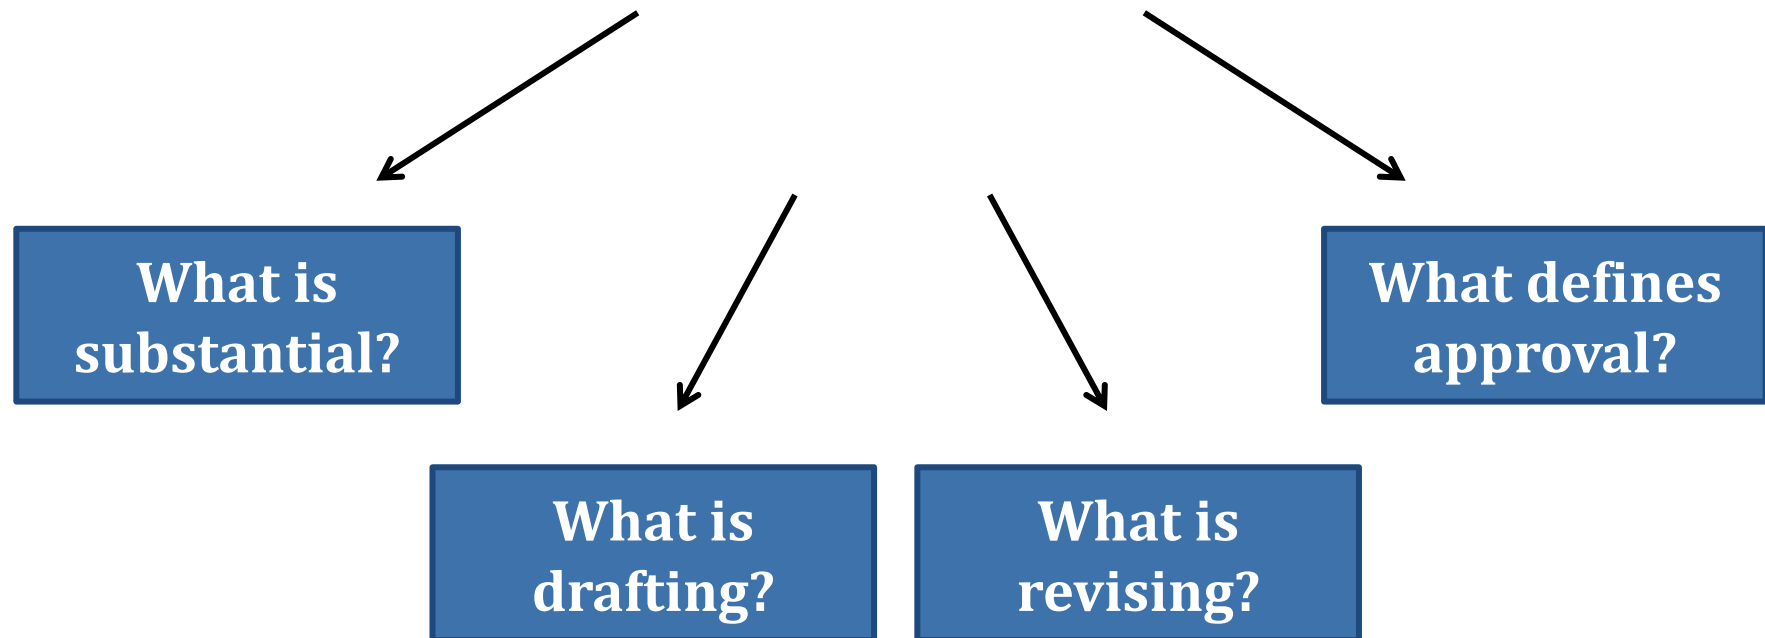 What is
substantial?
What defines
approval?
What is
drafting?
What is
revising?